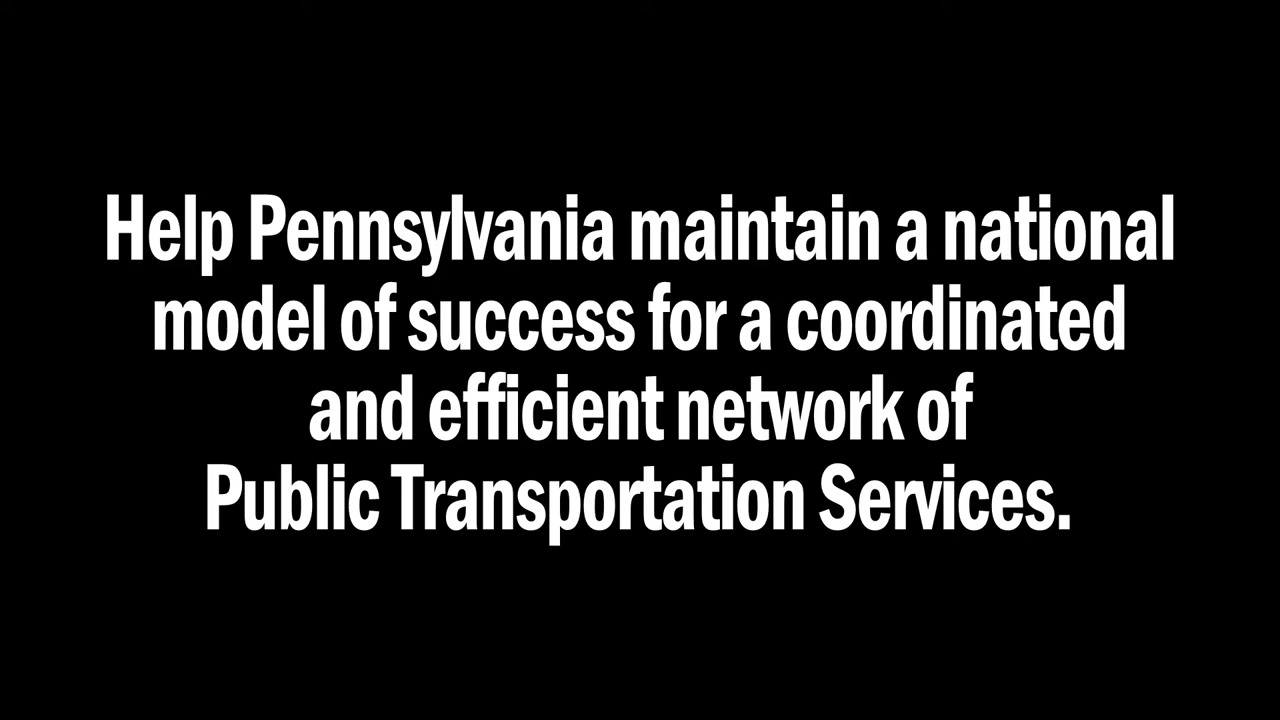 Help Pennsylvania maintain a national
model of success for a coordinated
and efficient network of
Public Transportation Services.